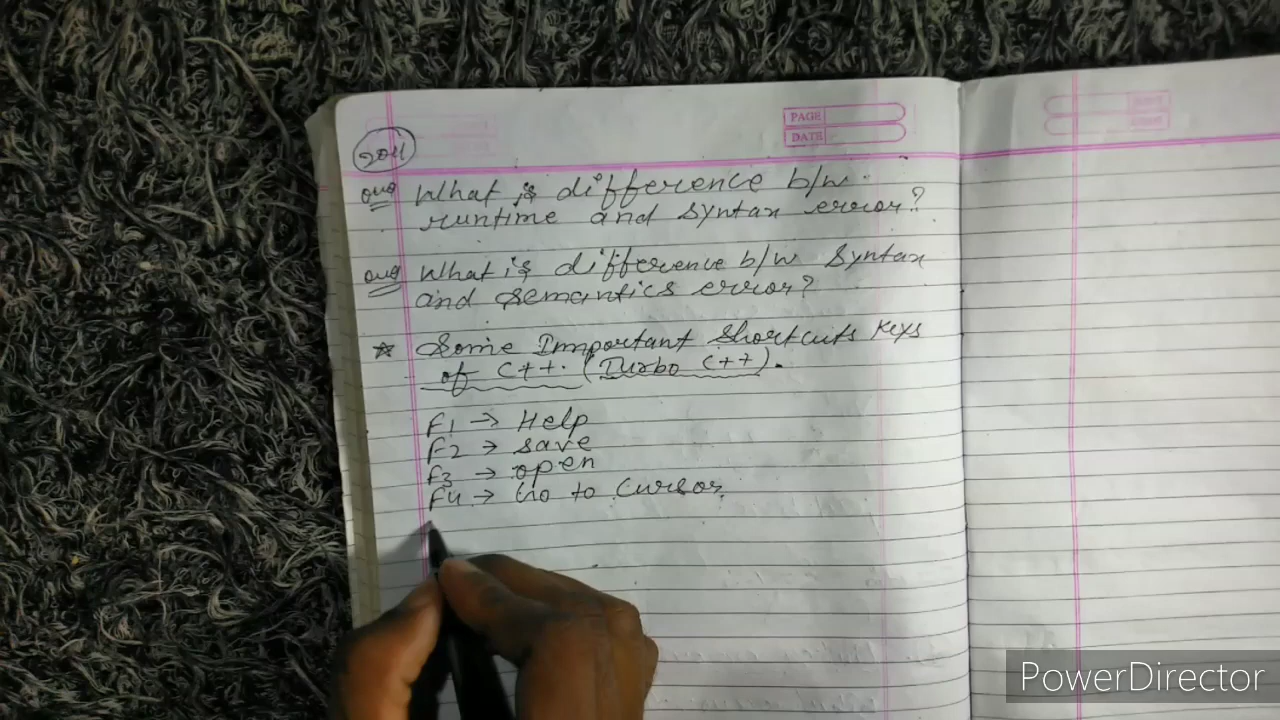 PAGE
DATE
Que What is difference b/w
runtime and syntax error?
Que What is difference b/w syntax
and semantics error?
☆ Some Important Shortcuts Keys
of C++. (Turbo C++).
F1 → Help
F2 → save
F3 → open
F4 → Go to Cursor
PowerDirector